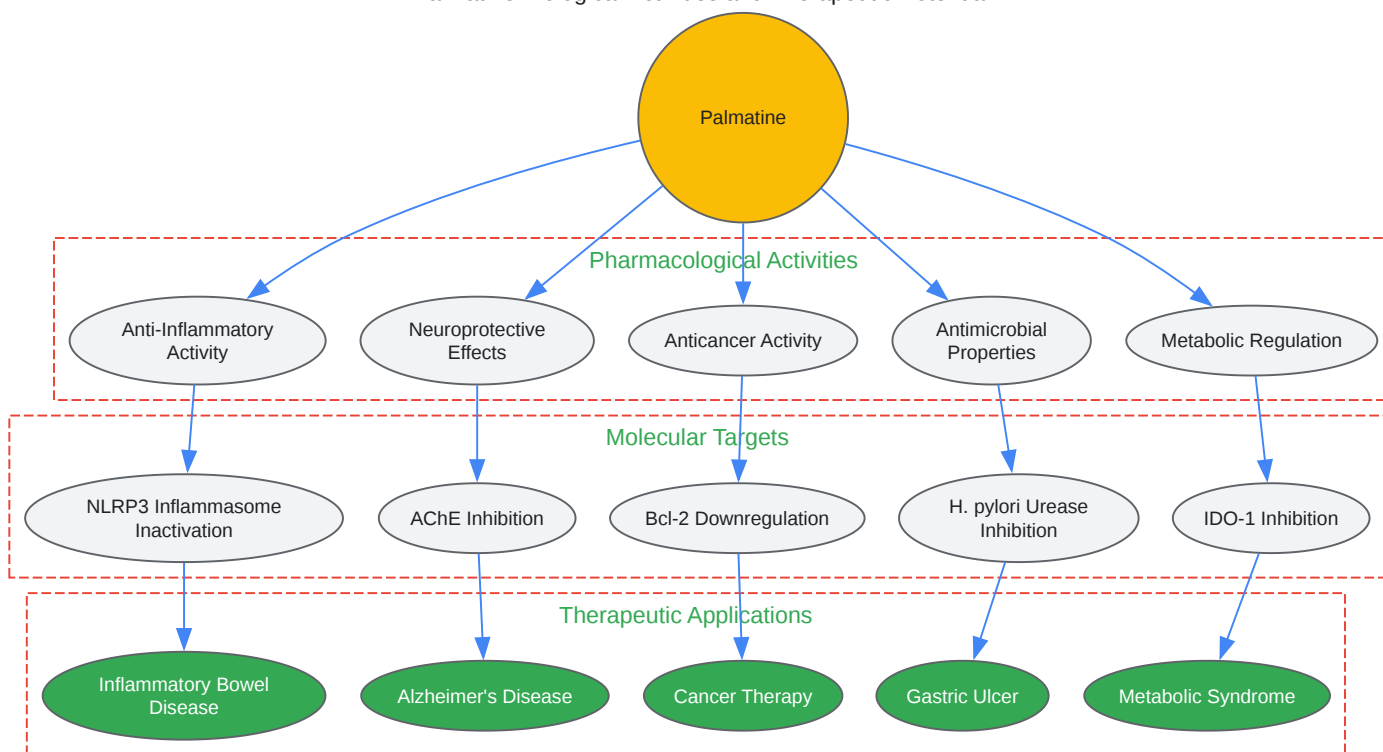 Palmatine
Pharmacological Activities
Anti-Inflammatory
Activity
Neuroprotective
Effects
Anticancer Activity
Antimicrobial
Properties
Metabolic Regulation
Molecular Targets
NLRP3 Inflammasome
Inactivation
AChE Inhibition
Bcl-2 Downregulation
H. pylori Urease
Inhibition
IDO-1 Inhibition
Therapeutic Applications
Inflammatory Bowel
Disease
Alzheimer's Disease
Cancer Therapy
Gastric Ulcer
Metabolic Syndrome